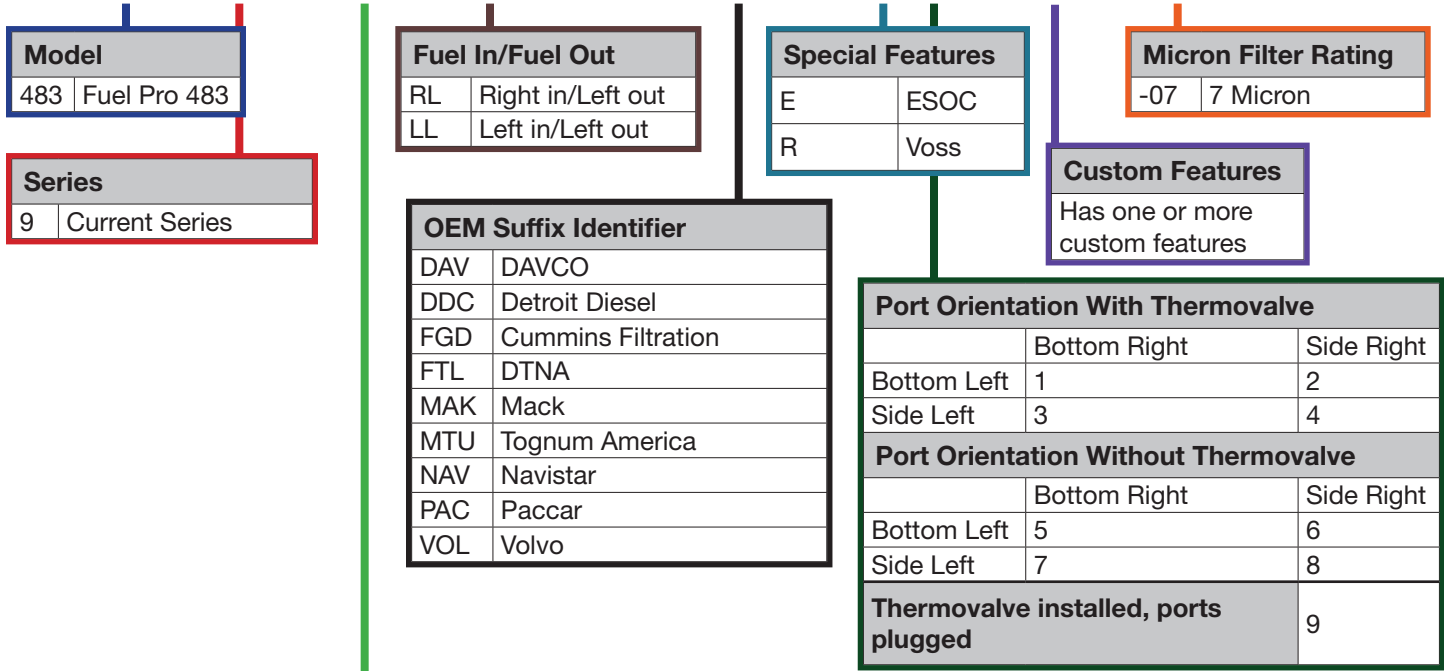 Model
483 Fuel Pro 483
Series
9 Current Series
Fuel In/Fuel Out
RL Right in/Left out
LL Left in/Left out
OEM Suffix Identifier
DAV DAVCO
DDC Detroit Diesel
FGD Cummins Filtration
FTL DTNA
MAK Mack
MTU Tognum America
NAV Navistar
PAC Paccar
VOL Volvo
Special Features
E ESOC
R Voss
Micron Filter Rating
-07 7 Micron
Custom Features
Has one or more
custom features
Port Orientation With Thermovalve
Bottom Right Side Right
Bottom Left 1 2
Side Left 3 4
Port Orientation Without Thermovalve
Bottom Right Side Right
Bottom Left 5 6
Side Left 7 8
Thermovalve installed, ports
plugged 9